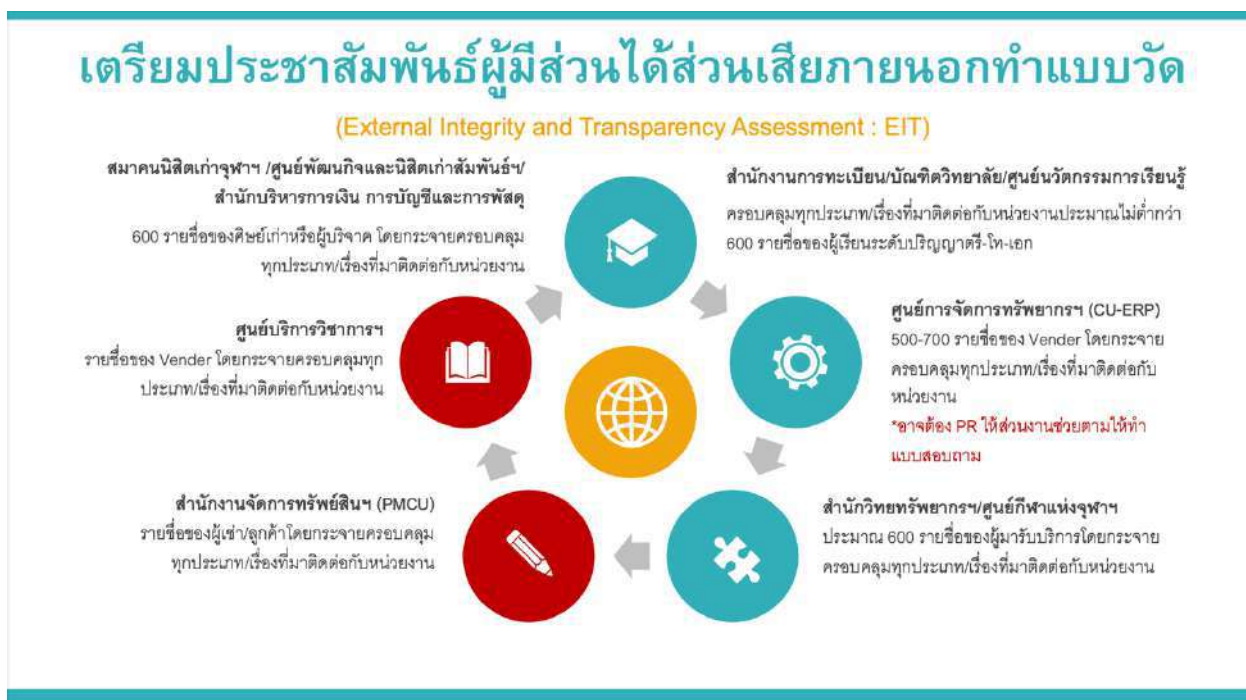 เตรียมประชาสัมพันธ์ผู้มีส่วนได้ส่วนเสียภายนอกทำแบบวัด
(External Integrity and Transparency Assessment : EIT)
สมาคมนิสิตเก่าจุฬาฯ /ศูนย์พัฒนกิจและนิสิตเก่าสัมพันธ์ฯ/
สำนักบริหารการเงิน การบัญชีและการพัสดุ
600 รายชื่อของศิษย์เก่าหรือผู้บริจาค โดยกระจายครอบคลุม
ทุกประเภท/เรื่องที่มาติดต่อกับหน่วยงาน
สำนักงานการทะเบียน/บัณฑิตวิทยาลัย/ศูนย์นวัตกรรมการเรียนรู้
ครอบคลุมทุกประเภท/เรื่องที่มาติดต่อกับหน่วยงานประมาณไม่ต่ำกว่า
600 รายชื่อของผู้เรียนระดับปริญญาตรี-โท-เอก
ศูนย์การจัดการทรัพยากรฯ (CU-ERP)
500-700 รายชื่อของ Vender โดยกระจาย
ครอบคลุมทุกประเภท/เรื่องที่มาติดต่อกับ
หน่วยงาน
*อาจต้อง PR ให้ส่วนงานช่วยตามให้ทำ
แบบสอบถาม
สำนักวิทยทรัพยากรฯ/ศูนย์กีฬาแห่งจุฬาฯ
ประมาณ 600 รายชื่อของผู้มารับบริการโดยกระจาย
ครอบคลุมทุกประเภท/เรื่องที่มาติดต่อกับหน่วยงาน
สำนักงานจัดการทรัพย์สินฯ (PMCU)
รายชื่อของผู้เช่า/ลูกค้าโดยกระจายครอบคลุม
ทุกประเภท/เรื่องที่มาติดต่อกับหน่วยงาน
ศูนย์บริการวิชาการฯ
รายชื่อของ Vender โดยกระจายครอบคลุมทุก
ประเภท/เรื่องที่มาติดต่อกับหน่วยงาน